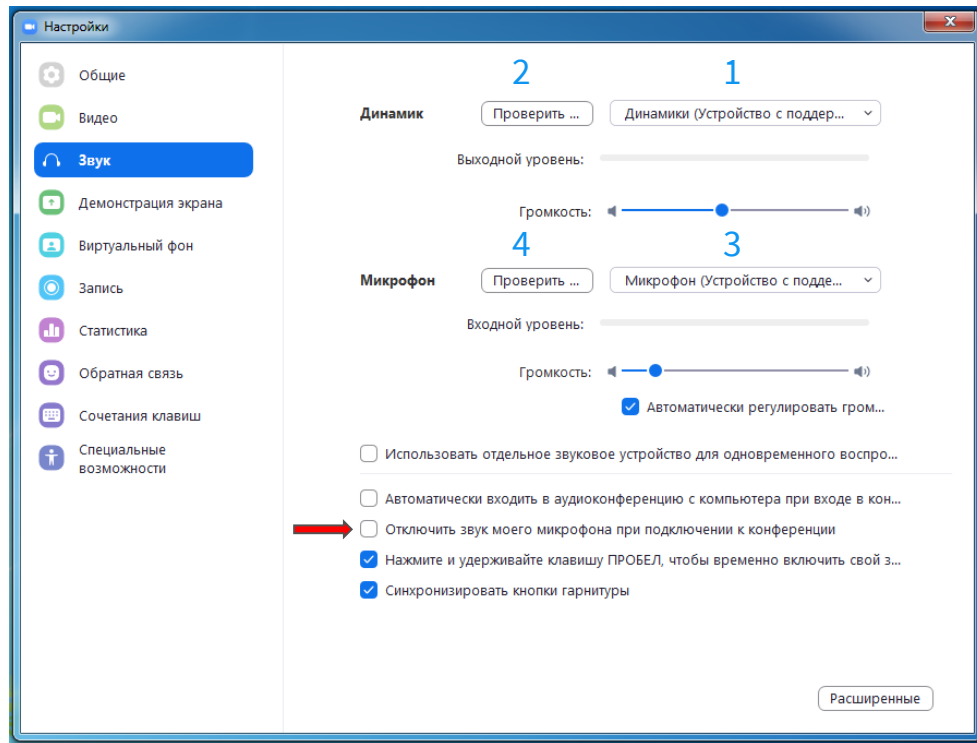 Настройки
Общие
Видео
Звук
Демонстрация экрана
Виртуальный фон
Запись
Статистика
Обратная связь
Сочетания клавиш
Специальные
возможности
2 1
Динамик Проверить ... Динамики (Устройство с поддер...
Выходной уровень:
Громкость:
4 3
Микрофон Проверить ... Микрофон (Устройство с подде...
Входной уровень:
Громкость:
Автоматически регулировать гром...
Использовать отдельное звуковое устройство для одновременного воспро...
Автоматически входить в аудиоконференцию с компьютера при входе в кон...
Отключить звук моего микрофона при подключении к конференции
Нажмите и удерживайте клавишу ПРОБЕЛ, чтобы временно включить свой з...
Синхронизировать кнопки гарнитуры
Расширенные